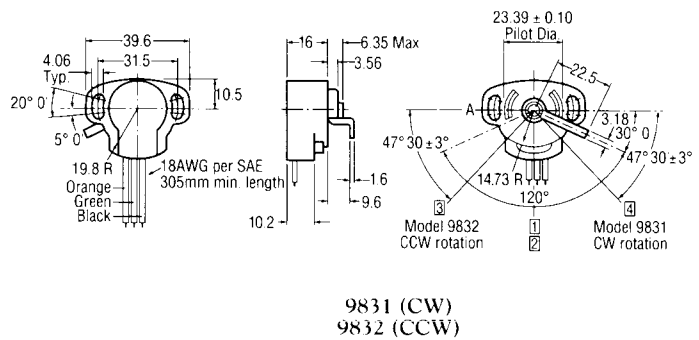 39.6
31.5
4.06
Typ.
20° 0'
5° 0'
10.5
19.8 R
18AWG per SAE
305mm min. length
Orange
Green
Black
16
6.35 Max
3.56
1.6
9.6
10.2
23.39 ± 0.10
Pilot Dia.
22.5
A
3.18
30° 0
47° 30' ± 3°
47° 30' ± 3°
14.73 R
120°
3
Model 9832
CCW rotation
1
2
4
Model 9831
CW rotation
9831 (CW)
9832 (CCW)